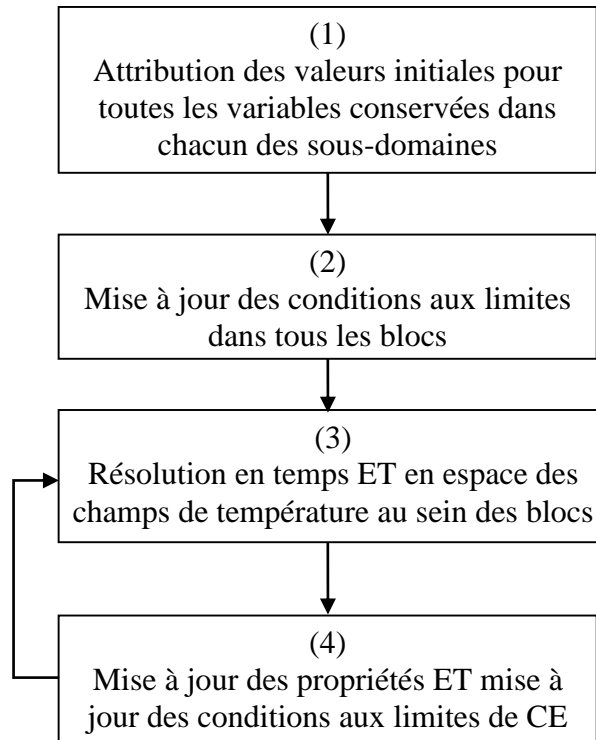 (1)
Attribution des valeurs initiales pour
toutes les variables conservées dans
chacun des sous-domaines
(2)
Mise à jour des conditions aux limites
dans tous les blocs
(3)
Résolution en temps ET en espace des
champs de température au sein des blocs
(4)
Mise à jour des propriétés ET mise à
jour des conditions aux limites de CE